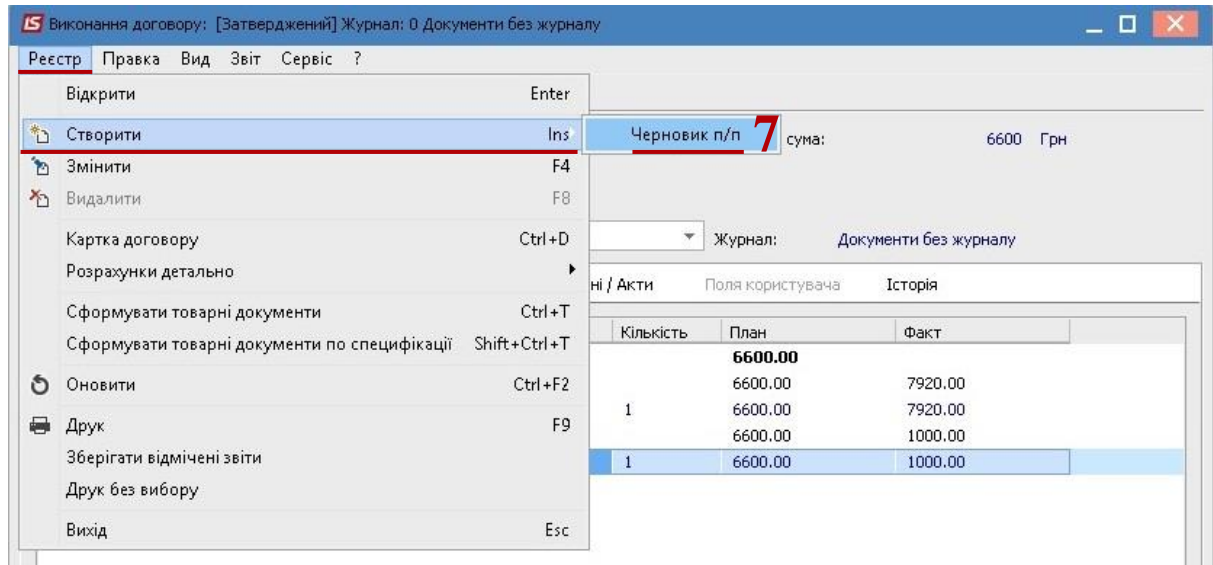 Виконання договору: [Затверджений] Журнал: 0 Документи без журналу
Реєстр Правка Вид Звіт Сервіс ?
Відкрити Enter
Створити Ins Черновик п/п 7 сума: 6600 Грн
Змінити F4
Видалити F8
Картка договору Ctrl+D Журнал: Документи без журналу
Розрахунки детально
ні / Акти Поля користувача Історія
Сформувати товарні документи Ctrl+T
Кількість План Факт
Сформувати товарні документи по специфікації Shift+Ctrl+T
6600.00
Оновити Ctrl+F2 6600.00 7920.00
1 6600.00 7920.00
Друк F9
6600.00 1000.00
Зберігати відмічені звіти 1 6600.00 1000.00
Друк без вибору
Вихід Esc